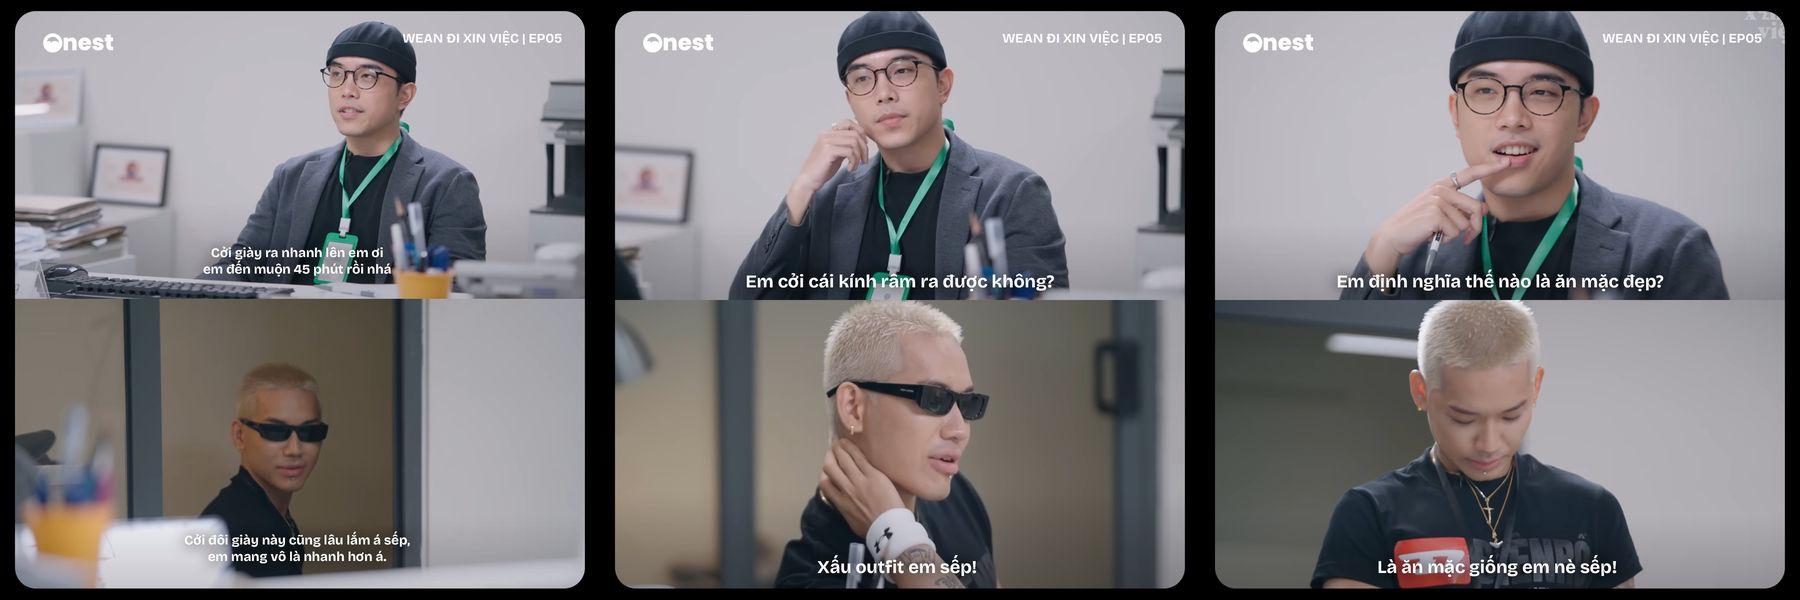 Onest
WEAN ĐI XIN VIỆC | EP05
Cởi giày ra nhanh lên em ơi
em đến muộn 45 phút rồi nhá
Cởi đôi giày này cũng lâu lắm á sếp,
em mang vô là nhanh hơn á.
Onest
WEAN ĐI XIN VIỆC | EP05
Em cởi cái kính râm ra được không?
Xấu outfit em sếp!
Onest
WEAN ĐI XIN VIỆC | EP05
Em định nghĩa thế nào là ăn mặc đẹp?
Là ăn mặc giống em nè sếp!